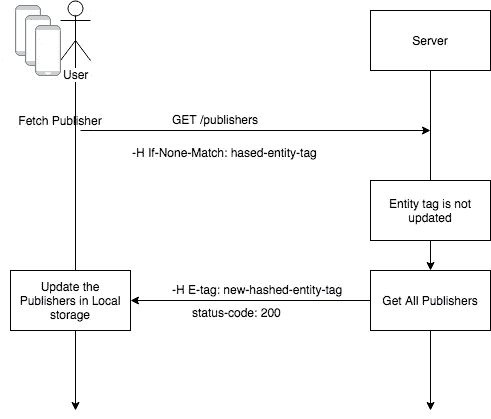 Server
User
Fetch Publisher
GET /publishers
-H If-None-Match: hased-entity-tag
Entity tag is not
updated
Update the
Publishers in Local
storage
-H E-tag: new-hashed-entity-tag
status-code: 200
Get All Publishers